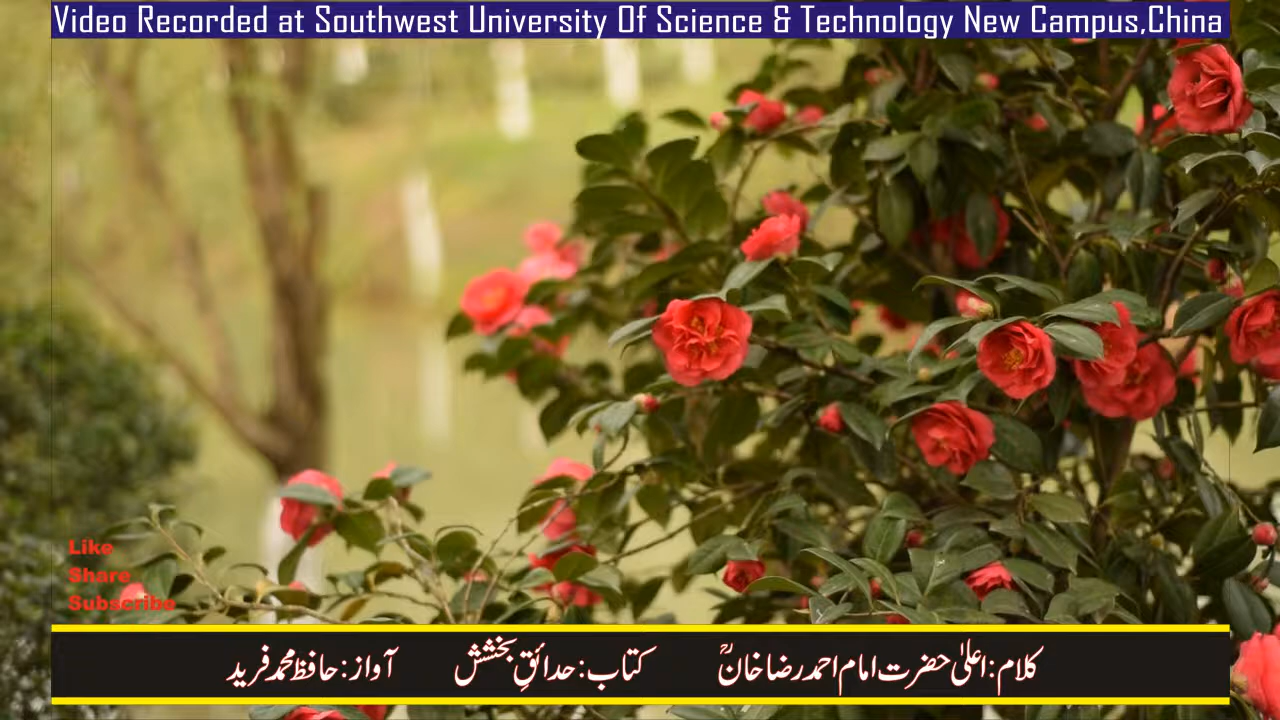 Video Recorded at Southwest University Of Science & Technology New Campus,China
Like
Share
Subscribe
کلام:اعلیٰ حضرت امام احمد رضا خانؒ کتاب:حدائقِ بخشش آواز:حافظ محمد فرید